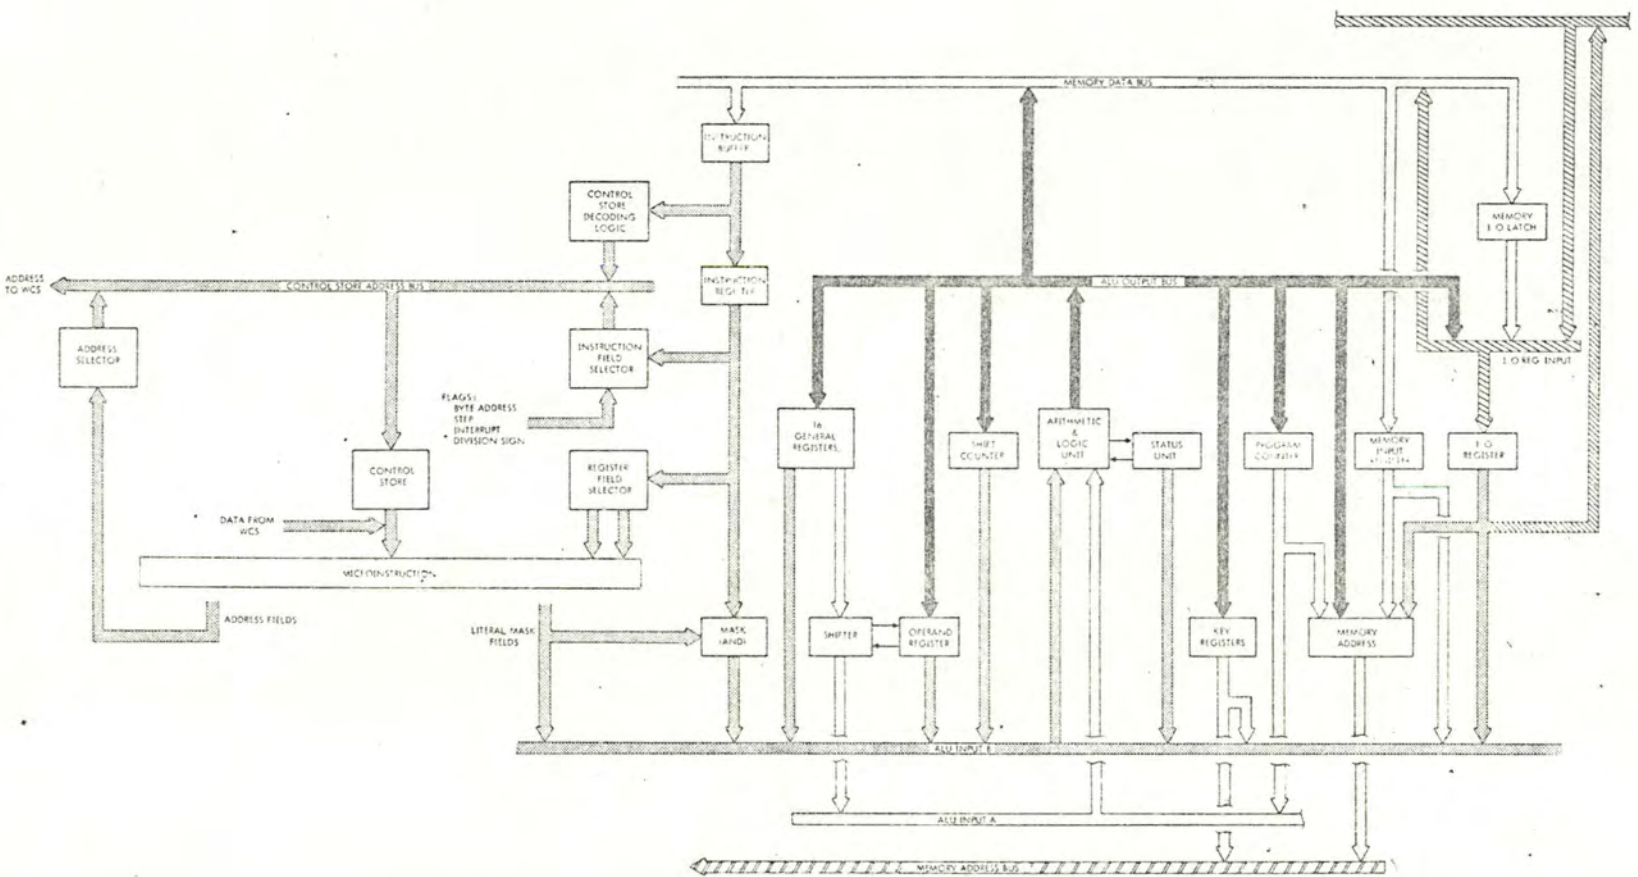 MEMORY DATA BUS
INSTRUCTION
BUFFER
CONTROL
STORE
DECODING
LOGIC
MEMORY
I/O LATCH
ADDRESS
TO WCS
CONTROL STORE ADDRESS BUS
INSTRUCTION
REGISTER
ALU OUTPUT BUS
ADDRESS
SELECTOR
INSTRUCTION
FIELD
SELECTOR
I/O REG. INPUT
FLAGS:
BYTE ADDRESS
STEP
INTERRUPT
DIVISION SIGN
16
GENERAL
REGISTERS
SHIFT
COUNTER
ARITHMETIC
&
LOGIC
UNIT
STATUS
UNIT
PROGRAM
COUNTER
MEMORY
INPUT
I/O
REGISTER
CONTROL
STORE
REGISTER
FIELD
SELECTOR
DATA FROM
WCS
MICROINSTRUCTION
ADDRESS FIELDS
LITERAL MASK
FIELDS
MASK
(AND)
SHIFTER
OPERAND
REGISTER
KEY
REGISTERS
MEMORY
ADDRESS
ALU INPUT B
ALU INPUT A
MEMORY ADDRESS BUS